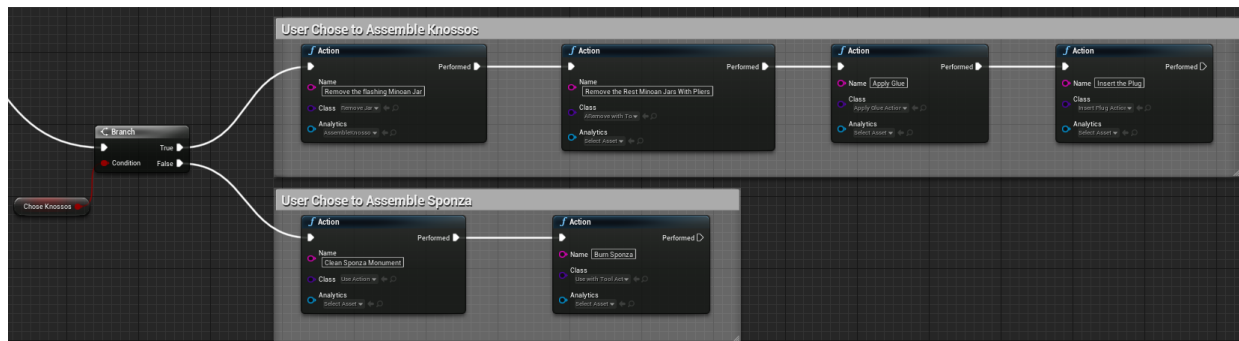 User Chose to Assemble Knossos
Action
Performed
Name
Remove the flashing Minoan Jar
Class Remove Jar
Analytics
AssembleKnosso
Action
Performed
Name
Remove the Rest Minoan Jars With Pliers
Class
ARemove with To
Analytics
Select Asset
Action
Performed
Name Apply Glue
Class
Apply Glue Action
Analytics
Select Asset
Action
Performed
Name Insert the Plug
Class
Insert Plug Action
Analytics
Select Asset
Branch
True
Condition False
Chose Knossos
User Chose to Assemble Sponza
Action
Performed
Name
Clean Sponza Monument
Class Use Action
Analytics
Select Asset
Action
Performed
Name Burn Sponza
Class
Use with Tool Act
Analytics
Select Asset